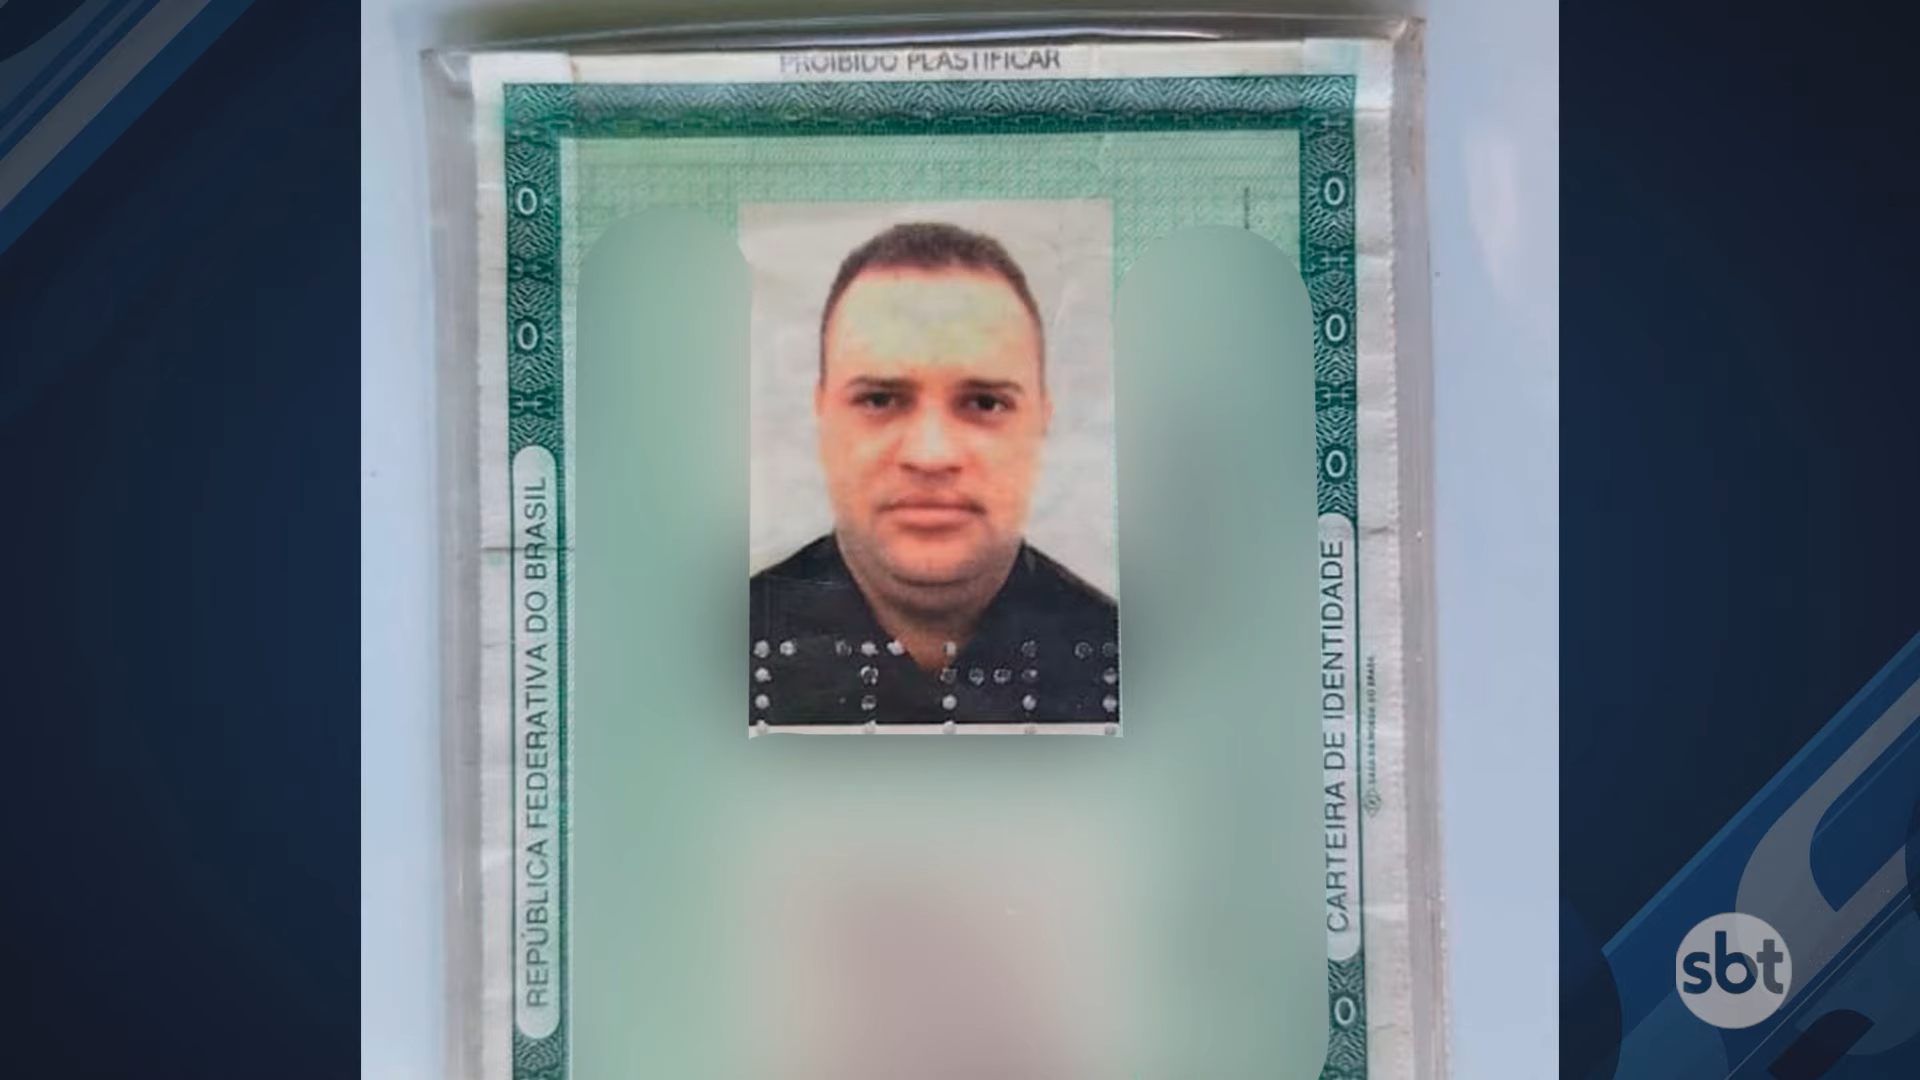 PROIBIDO PLASTIFICAR
REPÚBLICA FEDERATIVA DO BRASIL
CARTEIRA DE IDENTIDADE
sbt